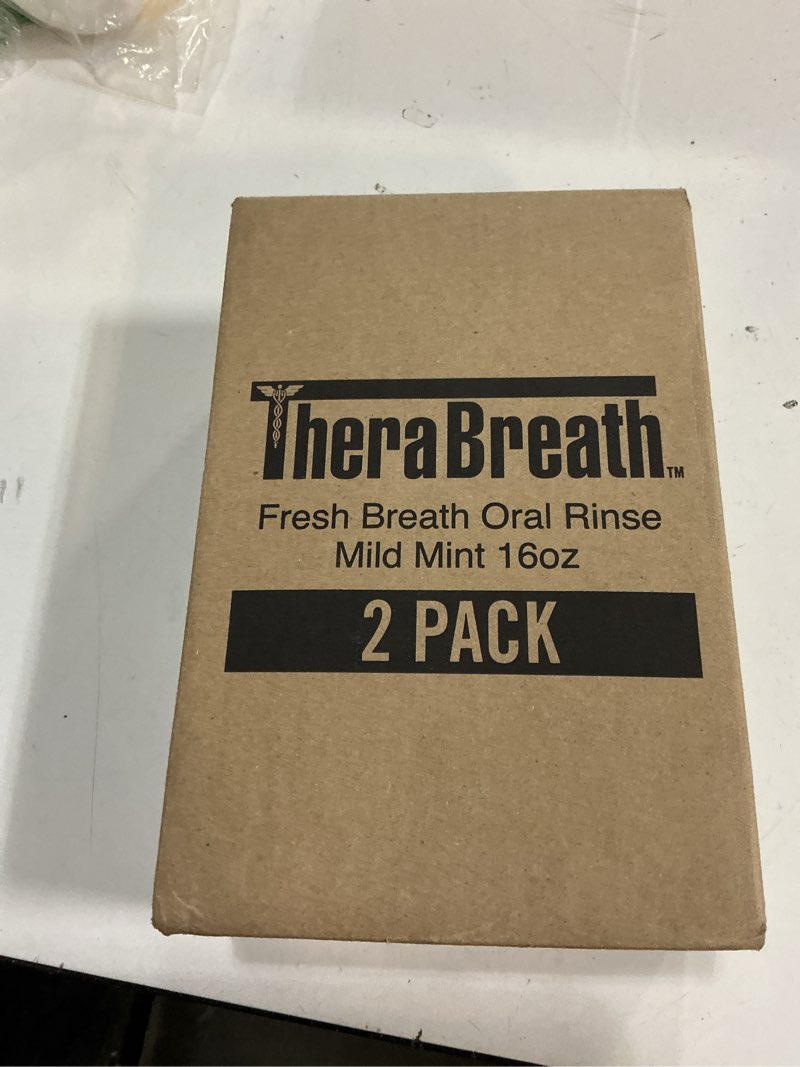 TheraBreath™
Fresh Breath Oral Rinse
Mild Mint 16oz
2 PACK